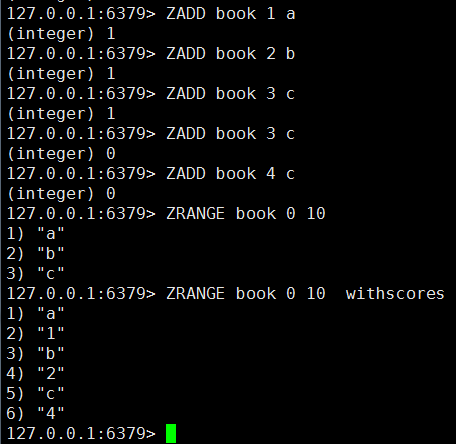 127.0.0.1:6379> ZADD book 1 a
(integer) 1
127.0.0.1:6379> ZADD book 2 b
(integer) 1
127.0.0.1:6379> ZADD book 3 c
(integer) 1
127.0.0.1:6379> ZADD book 3 c
(integer) 0
127.0.0.1:6379> ZADD book 4 c
(integer) 0
127.0.0.1:6379> ZRANGE book 0 10
1) "a"
2) "b"
3) "c"
127.0.0.1:6379> ZRANGE book 0 10  withscores
1) "a"
2) "1"
3) "b"
4) "2"
5) "c"
6) "4"
127.0.0.1:6379>